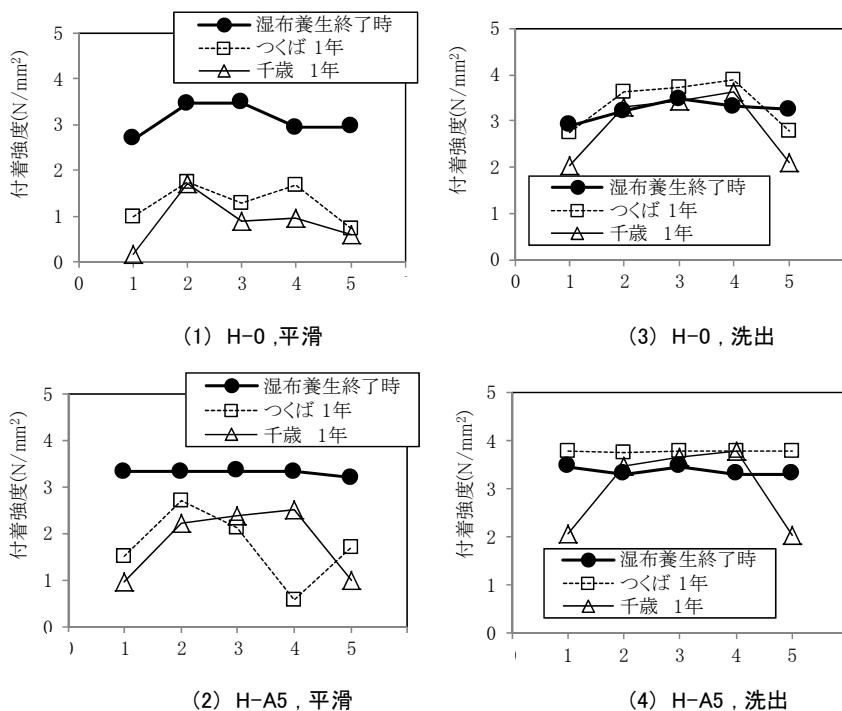 湿布養生終了時
つくば 1年
千歳 1年
付着強度(N/mm²)
5
4
3
2
1
0
0 1 2 3 4 5
(1) H-0 ,平滑
付着強度(N/mm²)
5
4
3
2
1
0
湿布養生終了時
つくば 1年
千歳 1年
0 1 2 3 4 5
(3) H-0 , 洗出
湿布養生終了時
つくば 1年
千歳 1年
付着強度(N/mm²)
5
4
3
2
1
0
0 1 2 3 4 5
(2) H-A5 , 平滑
付着強度(N/mm²)
5
4
3
2
1
0
湿布養生終了時
つくば 1年
千歳 1年
0 1 2 3 4 5
(4) H-A5 , 洗出